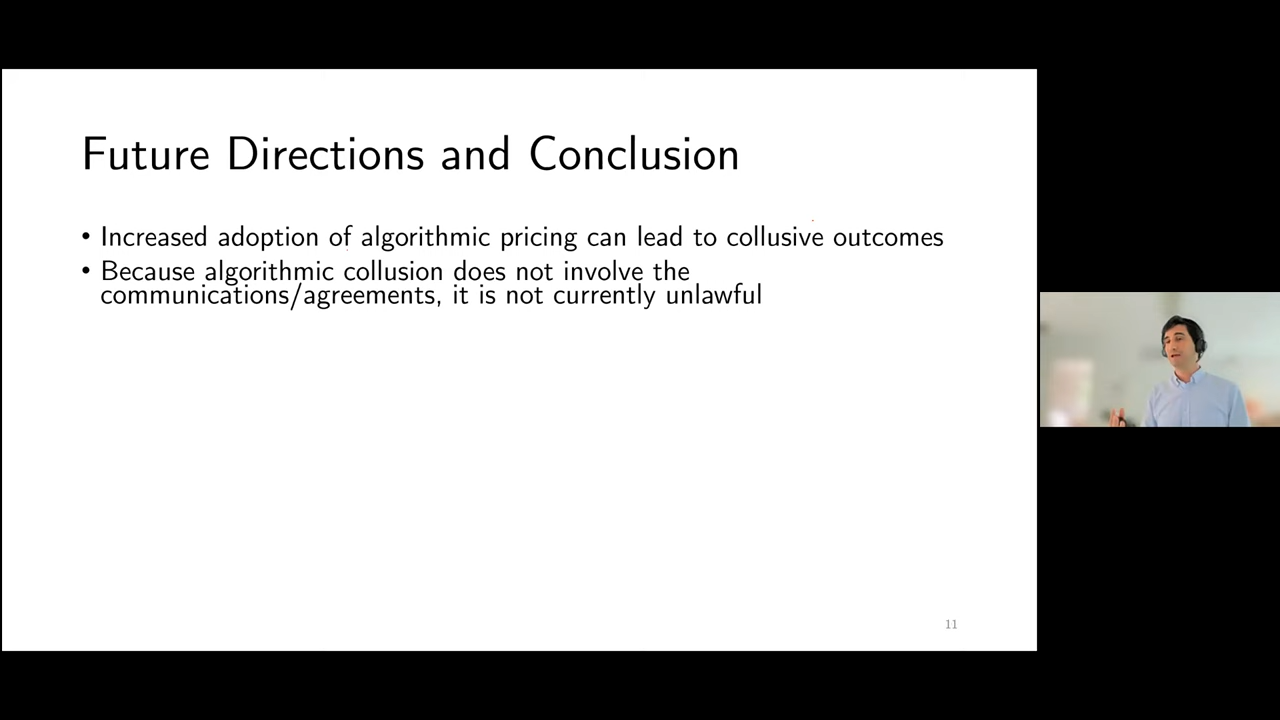 Future Directions and Conclusion
• Increased adoption of algorithmic pricing can lead to collusive outcomes
• Because algorithmic collusion does not involve the
communications/agreements, it is not currently unlawful
11